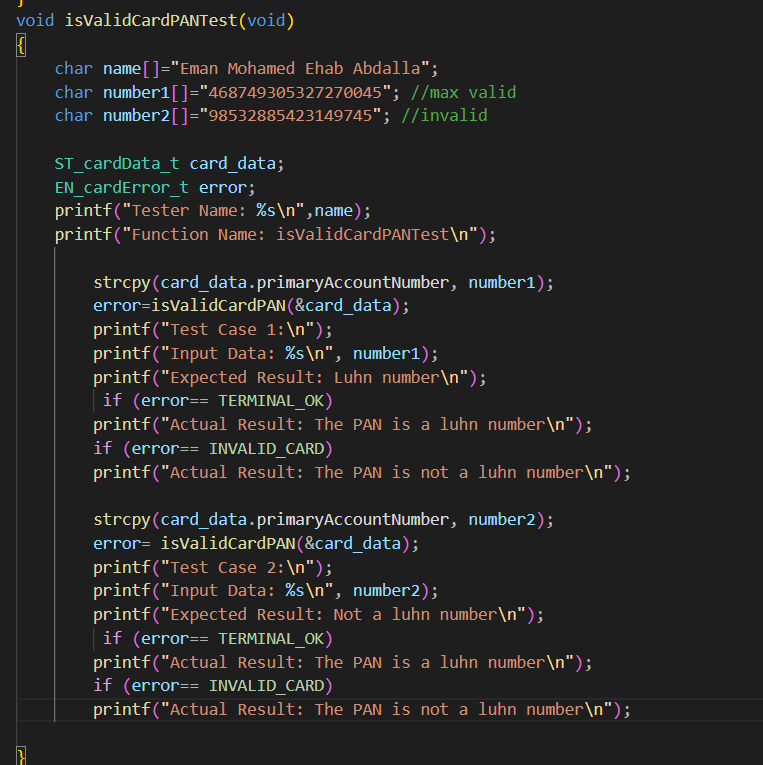 }
void isValidCardPANTest(void)
{
char name[]="Eman Mohamed Ehab Abdalla";
char number1[]="468749305327270045"; //max valid
char number2[]="98532885423149745"; //invalid
ST_cardData_t card_data;
EN_cardError_t error;
printf("Tester Name: %s\n",name);
printf("Function Name: isValidCardPANTest\n");
strcpy(card_data.primaryAccountNumber, number1);
error=isValidCardPAN(&card_data);
printf("Test Case 1:\n");
printf("Input Data: %s\n", number1);
printf("Expected Result: Luhn number\n");
if (error== TERMINAL_OK)
printf("Actual Result: The PAN is a luhn number\n");
if (error== INVALID_CARD)
printf("Actual Result: The PAN is not a luhn number\n");
strcpy(card_data.primaryAccountNumber, number2);
error= isValidCardPAN(&card_data);
printf("Test Case 2:\n");
printf("Input Data: %s\n", number2);
printf("Expected Result: Not a luhn number\n");
if (error== TERMINAL_OK)
printf("Actual Result: The PAN is a luhn number\n");
if (error== INVALID_CARD)
printf("Actual Result: The PAN is not a luhn number\n");
}